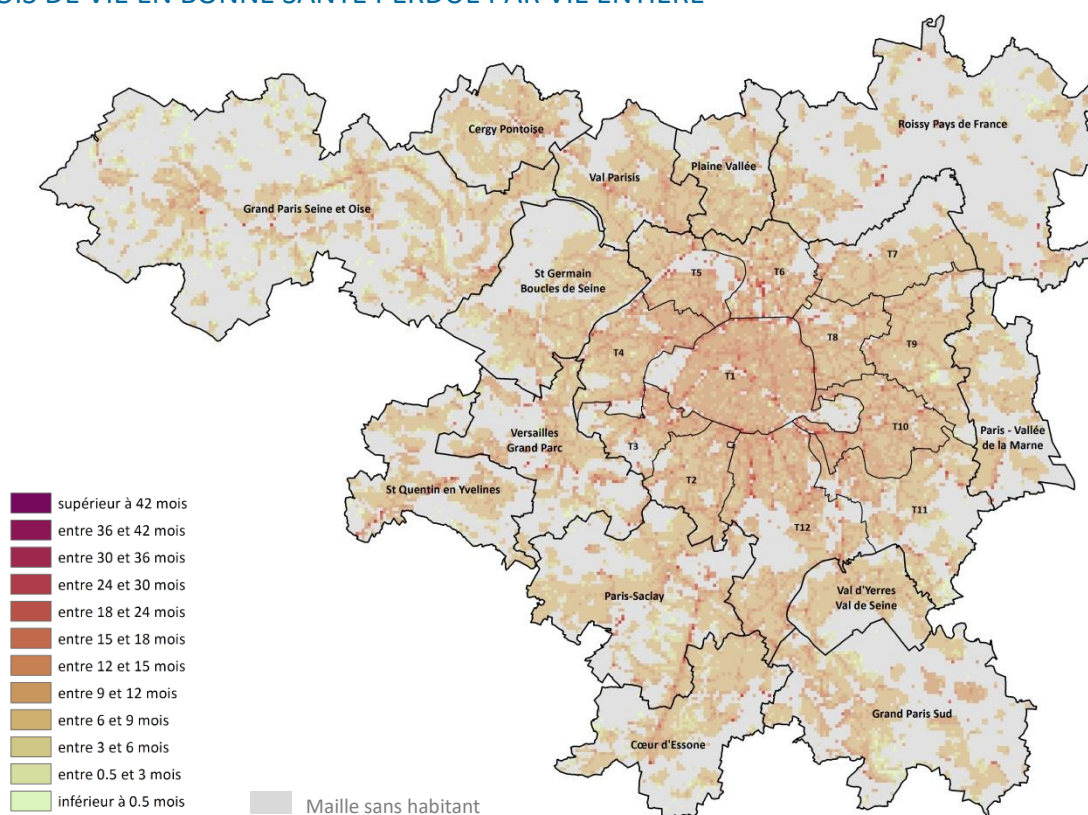 MOIS DE VIE EN BONNE SANTÉ PERDUE PAR VIE ENTIÈRE
Roissy Pays de France
Cergy Pontoise
Plaine Vallée
Val Parisis
Grand Paris Seine et Oise
T7
St Germain
Boucles de Seine
T5
T6
T8
T9
T4
T1
T10
Paris - Vallée
de la Marne
Versailles
Grand Parc
T3
T2
St Quentin en Yvelines
T11
T12
Val d'Yerres
Val de Seine
Paris-Saclay
Grand Paris Sud
Cœur d'Essone
supérieur à 42 mois
entre 36 et 42 mois
entre 30 et 36 mois
entre 24 et 30 mois
entre 18 et 24 mois
entre 15 et 18 mois
entre 12 et 15 mois
entre 9 et 12 mois
entre 6 et 9 mois
entre 3 et 6 mois
entre 0.5 et 3 mois
inférieur à 0.5 mois
Maille sans habitant